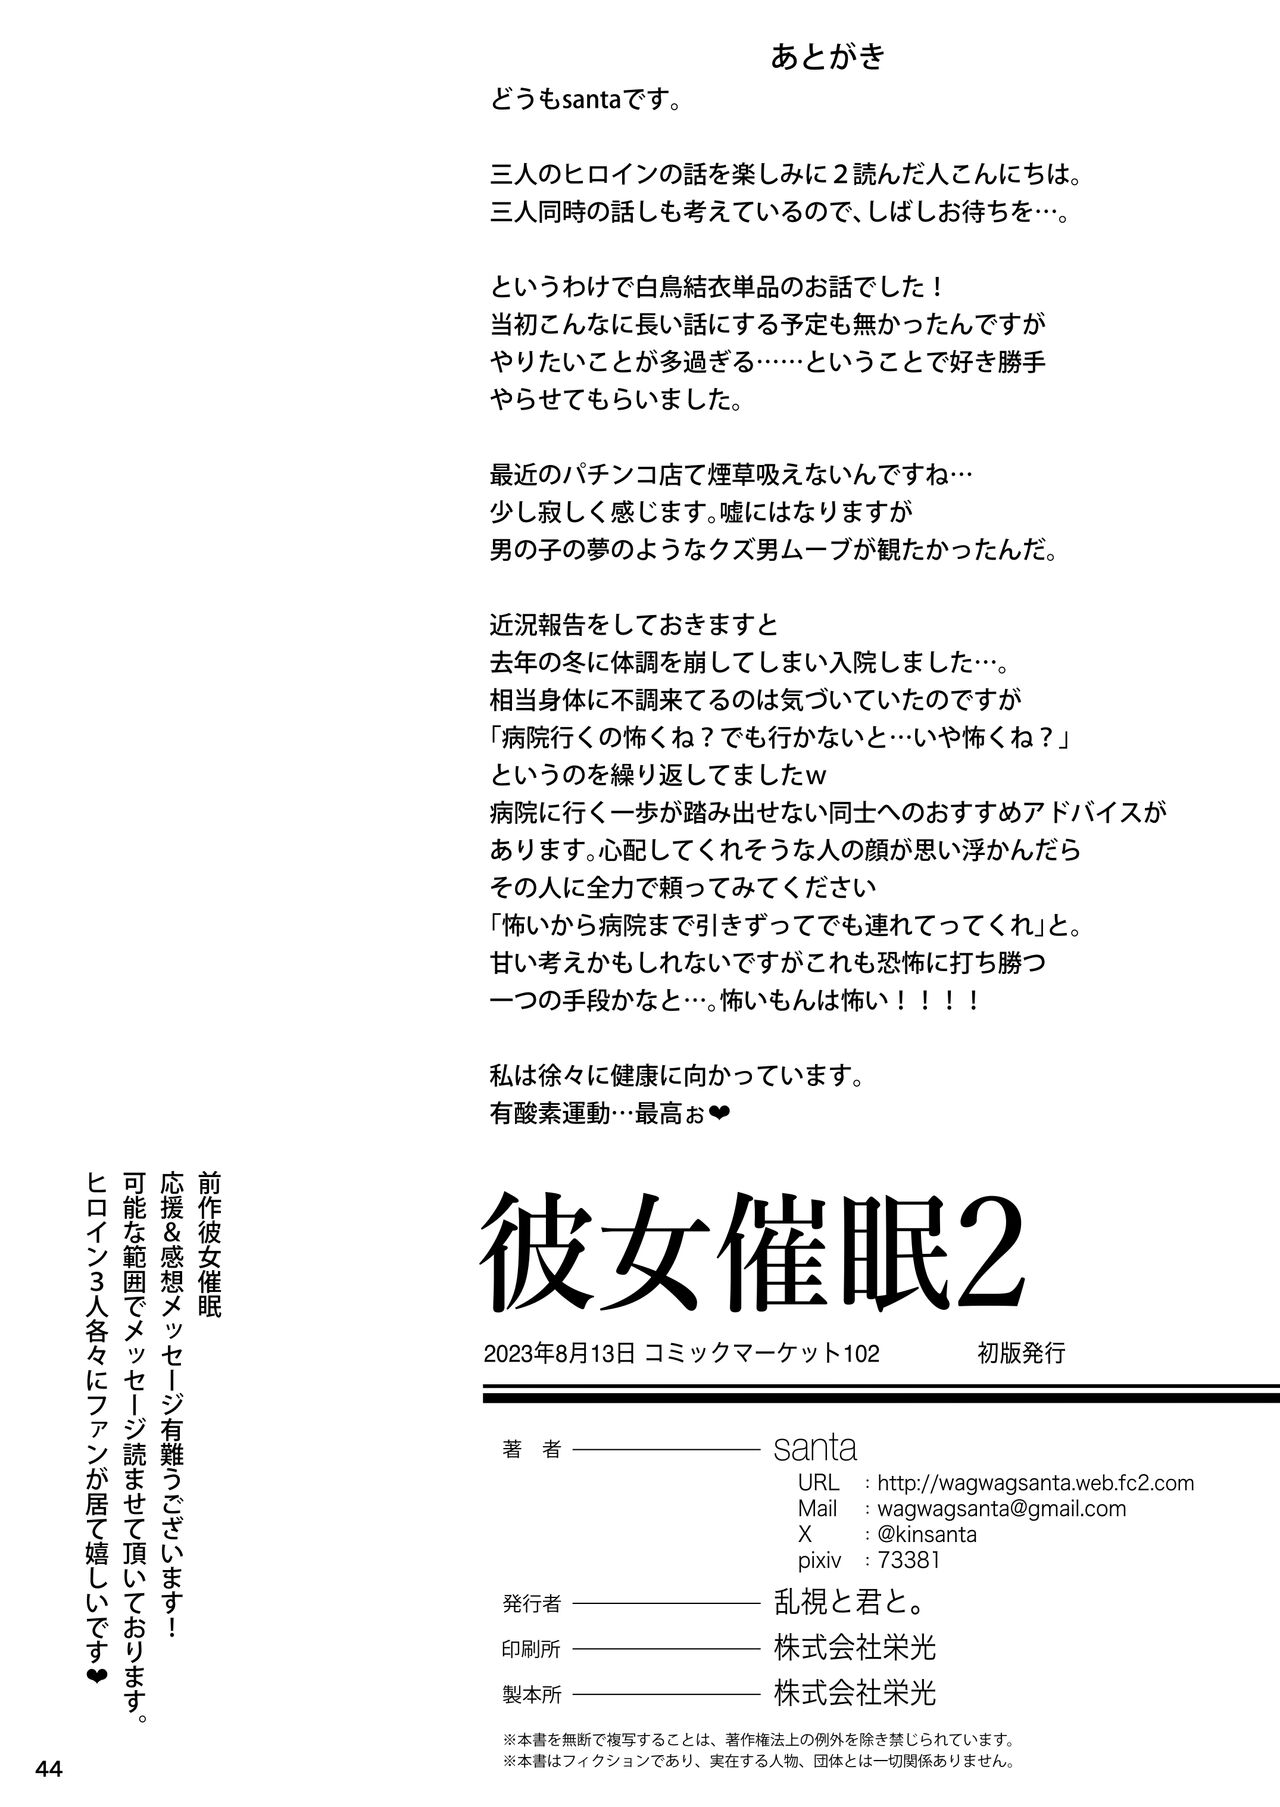 あとがき
どうもsantaです。
三人のヒロインの話を楽しみに２読んだ人こんにちは。
三人同時の話しも考えているので、しばしお待ちを…。
というわけで白鳥結衣単品のお話でした！
当初こんなに長い話にする予定も無かったんですが
やりたいことが多過ぎる……ということで好き勝手
やらせてもらいました。
最近のパチンコ店て煙草吸えないんですね…
少し寂しく感じます。嘘にはなりますが
男の子の夢のようなクズ男ムーブが観たかったんだ。
近況報告をしておきますと
去年の冬に体調を崩してしまい入院しました…。
相当身体に不調来てるのは気づいていたのですが
「病院行くの怖くね？でも行かないと…いや怖くね？」
というのを繰り返してましたｗ
病院に行く一歩が踏み出せない同士へのおすすめアドバイスが
あります。心配してくれそうな人の顔が思い浮かんだら
その人に全力で頼ってみてください
「怖いから病院まで引きずってでも連れてってくれ」と。
甘い考えかもしれないですがこれも恐怖に打ち勝つ
一つの手段かなと…。怖いもんは怖い！！！！
私は徐々に健康に向かっています。
有酸素運動…最高ぉ❤
前作彼女催眠
応援＆感想メッセージ有難うございます！
可能な範囲でメッセージ読ませて頂いております。
ヒロイン３人各々にファンが居て嬉しいです❤
彼女催眠2
2023年8月13日 コミックマーケット102 初版発行
著　者 santa
URL : http://wagwagsanta.web.fc2.com
Mail : wagwagsanta@gmail.com
X : @kinsanta
pixiv : 73381
発行者 乱視と君と。
印刷所 株式会社栄光
製本所 株式会社栄光
※本書を無断で複写することは、著作権法上の例外を除き禁じられています。
※本書はフィクションであり、実在する人物、団体とは一切関係ありません。
44